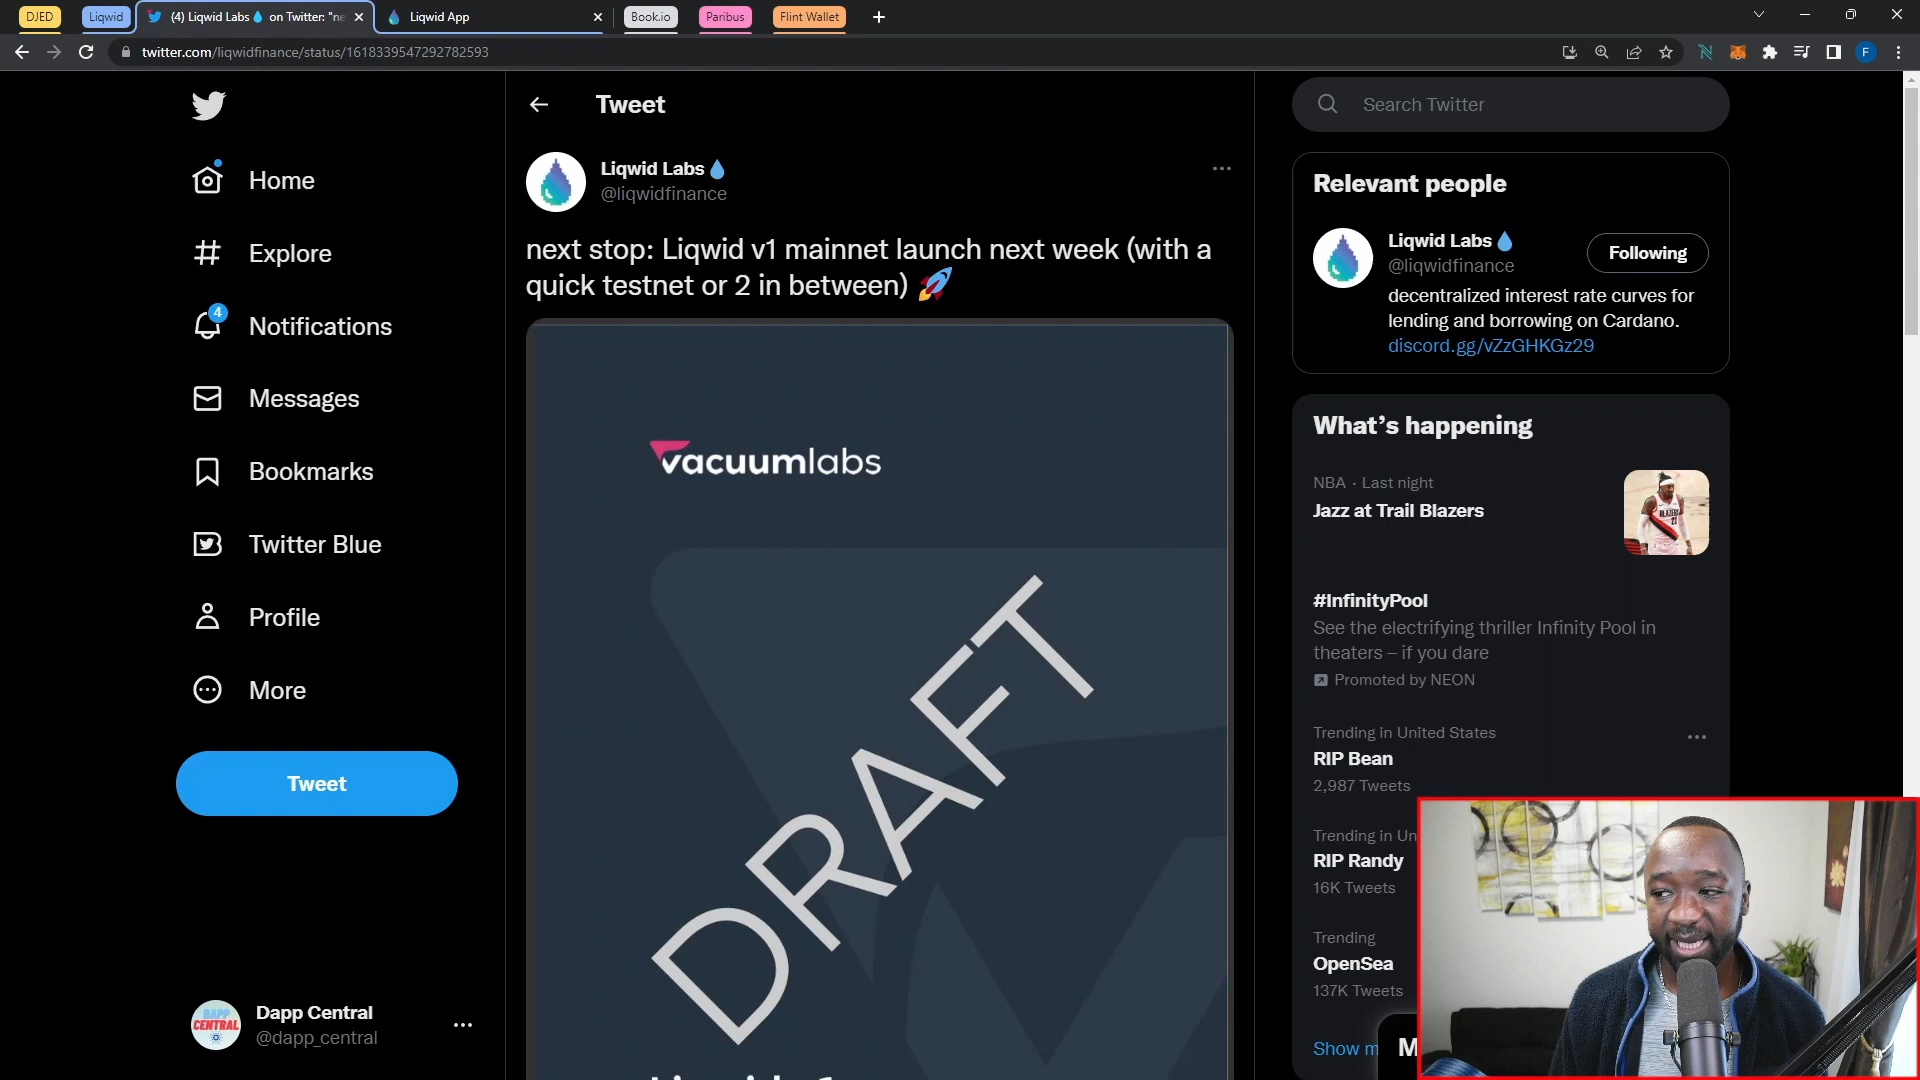 DJED
Liqwid
(4) Liqwid Labs💧 on Twitter: "ne
Liqwid App
Book.io
Paribus
Flint Wallet
twitter.com/liqwidfinance/status/1618339547292782593
F
Tweet
Search Twitter
Home
Explore
4
Notifications
Messages
Bookmarks
Twitter Blue
Profile
More
Tweet
Dapp Central
@dapp_central
DAPP
CENTRAL
Liqwid Labs💧
@liqwidfinance
next stop: Liqwid v1 mainnet launch next week (with a
quick testnet or 2 in between) 🚀
vacuumlabs
DRAFT
Relevant people
Liqwid Labs💧
@liqwidfinance
Following
decentralized interest rate curves for
lending and borrowing on Cardano.
discord.gg/vZzGHKGz29
What's happening
NBA · Last night
Jazz at Trail Blazers
#InfinityPool
See the electrifying thriller Infinity Pool in
theaters – if you dare
Promoted by NEON
Trending in United States
RIP Bean
2,987 Tweets
Trending in Un
RIP Randy
16K Tweets
Trending
OpenSea
137K Tweets
Show m
M